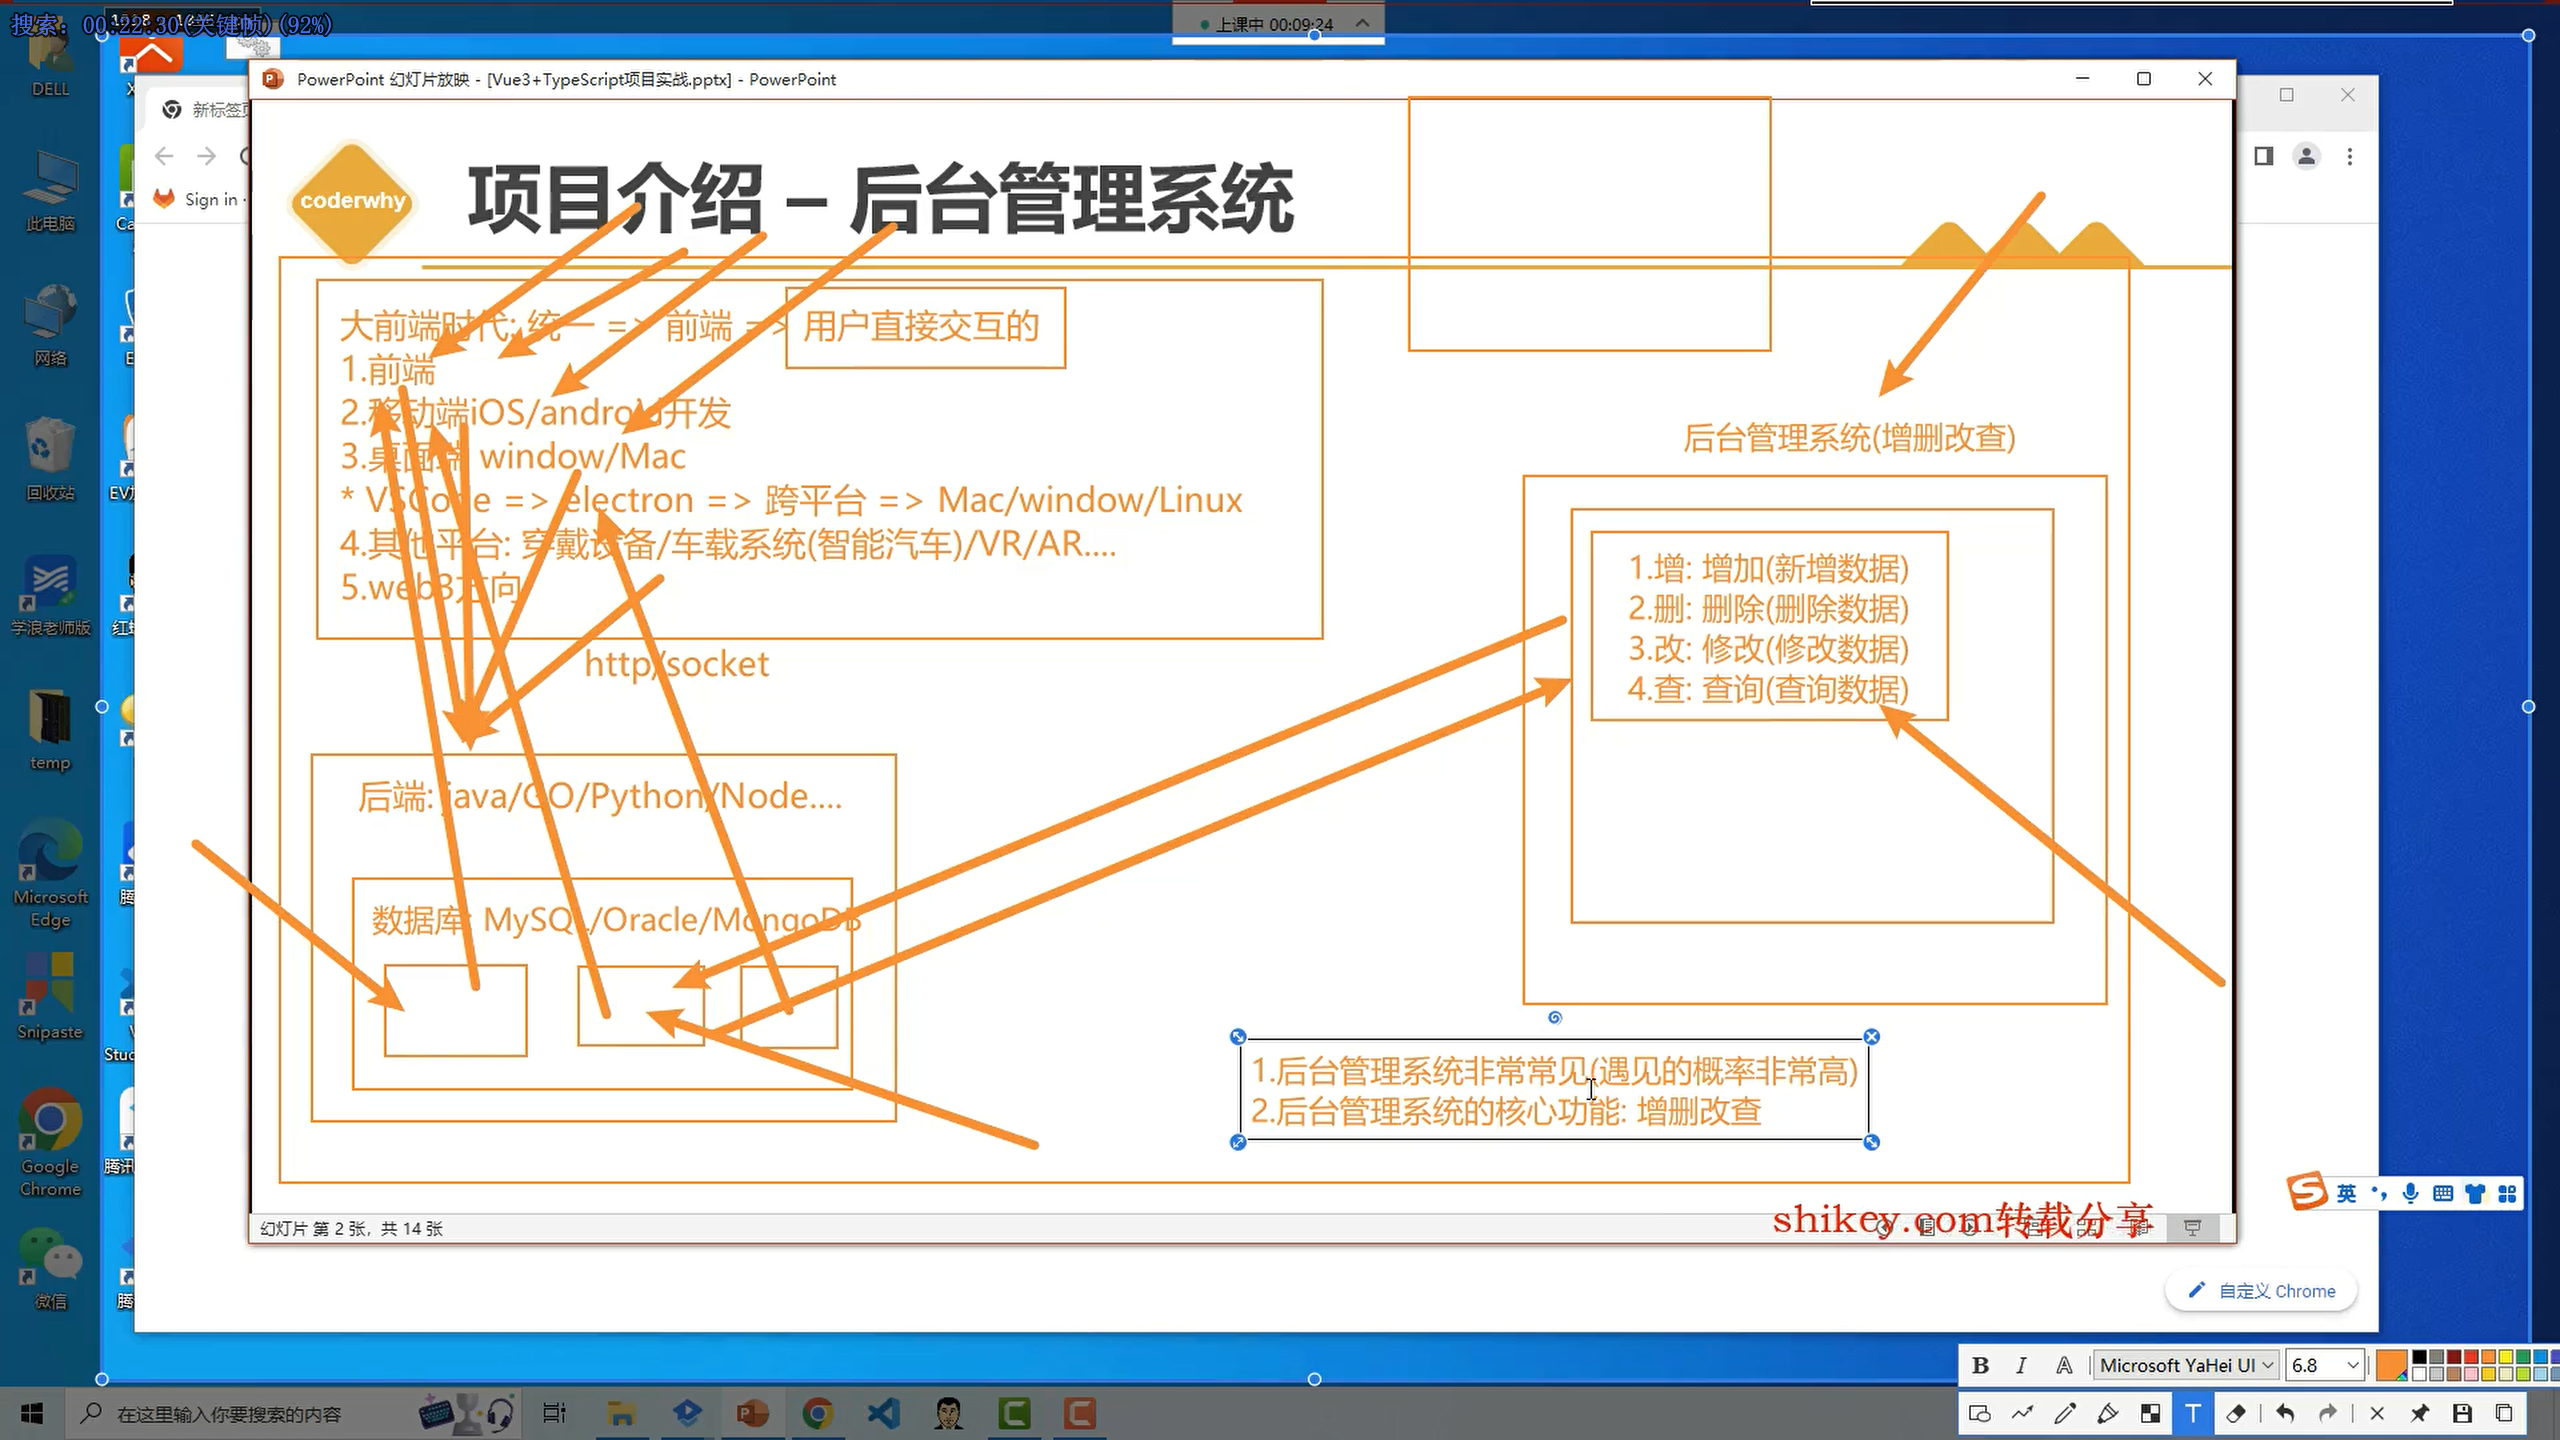 搜索: 00:22:30(关键帧)(92%)
上课中 00:09:24
DELL
此电脑
网络
回收站
学浪老师版
temp
Microsoft
Edge
Snipaste
Google
Chrome
微信
PowerPoint 幻灯片放映 - [Vue3+TypeScript项目实战.pptx] - PowerPoint
新标签页
Sign in ·
coderwhy
项目介绍 – 后台管理系统
大前端时代: 统一 => 前端 => 用户直接交互的
1.前端
2.移动端iOS/android开发
3.桌面端 window/Mac
* VSCode => electron => 跨平台 => Mac/window/Linux
4.其他平台: 穿戴设备/车载系统(智能汽车)/VR/AR....
5.web3方向
http/socket
后端: java/GO/Python/Node....
数据库: MySQL/Oracle/MongoDB
后台管理系统(增删改查)
1.增: 增加(新增数据)
2.删: 删除(删除数据)
3.改: 修改(修改数据)
4.查: 查询(查询数据)
1.后台管理系统非常常见(遇见的概率非常高)
2.后台管理系统的核心功能: 增删改查
幻灯片 第 2 张，共 14 张
shikey.com转载分享
英
自定义 Chrome
B I A Microsoft YaHei UI 6.8
在这里输入你要搜索的内容